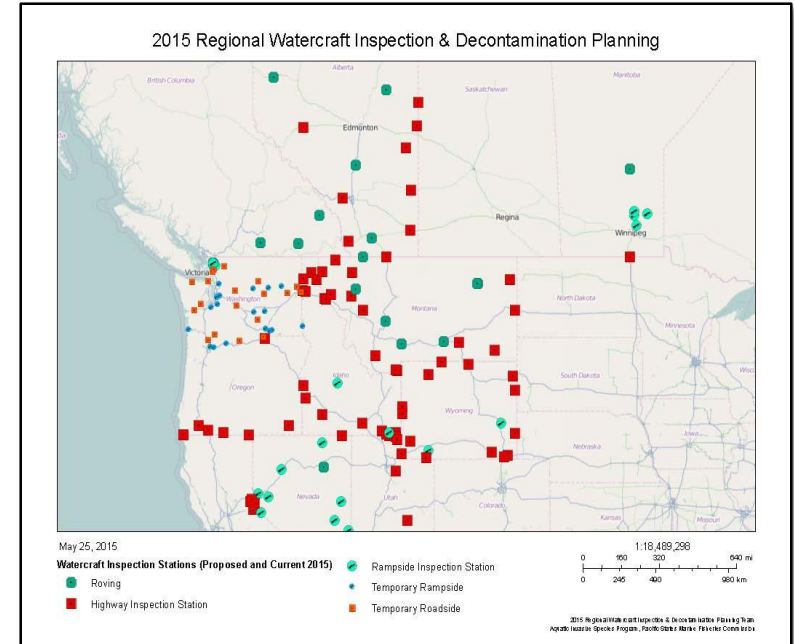 2015 Regional Watercraft Inspection & Decontamination Planning
Alberta
British Columbia
Manitoba
Saskatchewan
Edmonton
Regina
Winnipeg
Victoria
Washington
Montana
North Dakota
Minnesota
Oregon
Idaho
South Dakota
Wyoming
Iowa
Nebraska
Nevada
Utah
Colorado
Kansas
Missouri
May 25, 2015
1:18,489,298
Watercraft Inspection Stations (Proposed and Current 2015)
Roving
Highway Inspection Station
Rampside Inspection Station
Temporary Rampside
Temporary Roadside
0 160 320 640 mi
0 245 490 980 km
2015 Regional Watercraft Inspection & Decontamination Planning Team
Aquatic Invasive Species Program, Pacific States Marine Fisheries Commissio